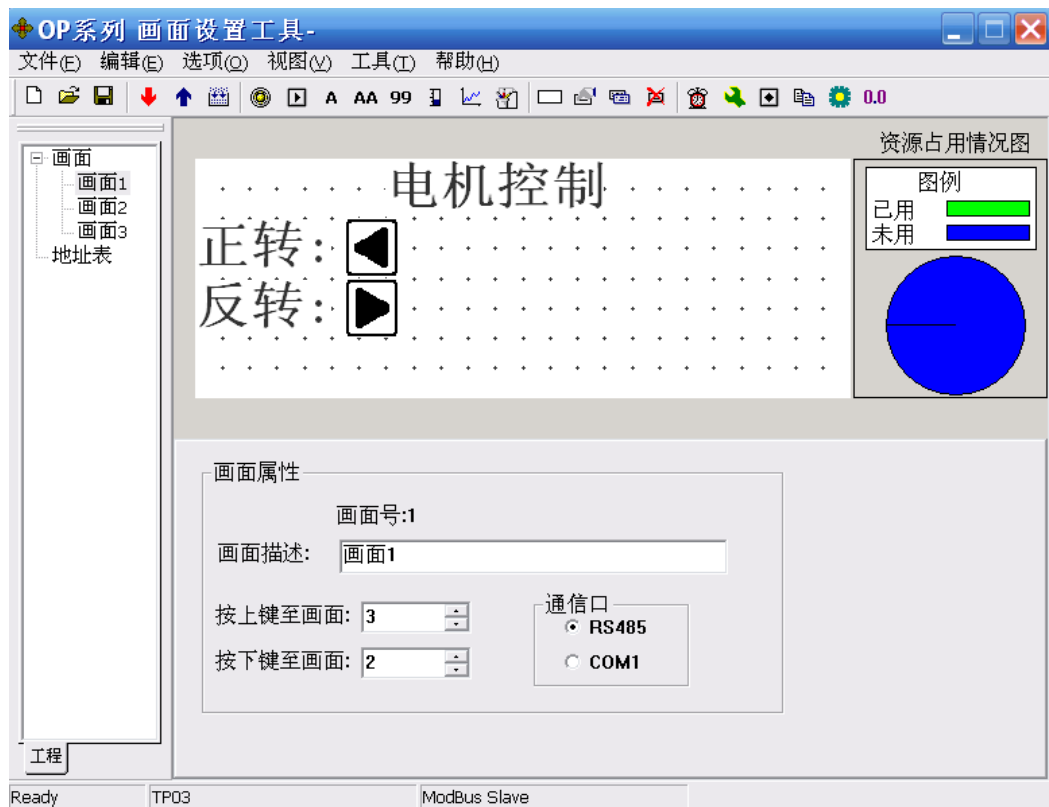 OP系列 画面设置工具-
文件(F) 编辑(E) 选项(O) 视图(V) 工具(T) 帮助(H)
A AA 99 0.0
画面
画面1
画面2
画面3
地址表
工程
电机控制
正转:
反转:
资源占用情况图
图例
已用
未用
画面属性
画面号:1
画面描述: 画面1
按上键至画面: 3
按下键至画面: 2
通信口
RS485
COM1
Ready TP03 ModBus Slave